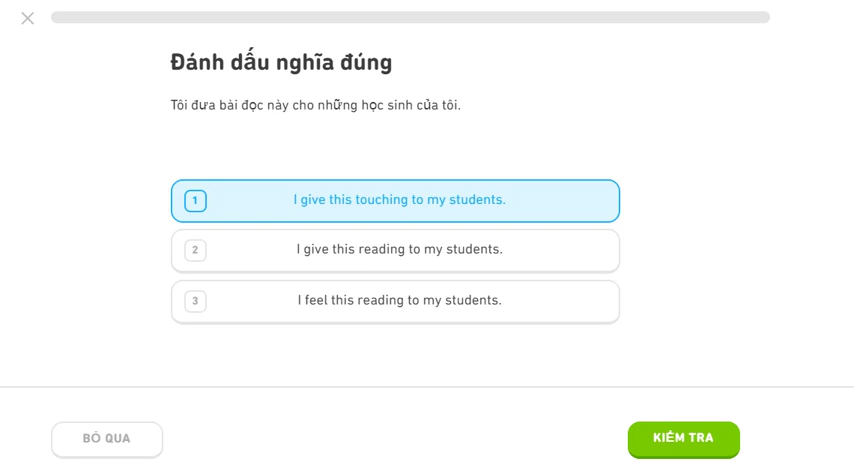 Đánh dấu nghĩa đúng
Tôi đưa bài đọc này cho những học sinh của tôi.
1 I give this touching to my students.
2 I give this reading to my students.
3 I feel this reading to my students.
BỎ QUA KIỂM TRA